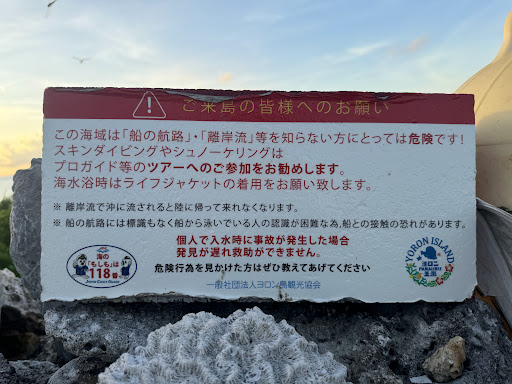 ご来島の皆様へのお願い
この海域は「船の航路」・「離岸流」等を知らない方にとっては危険です!
スキンダイビングやシュノーケリングは
プロガイド等のツアーへのご参加をお勧めします。
海水浴時はライフジャケットの着用をお願い致します。
※ 離岸流で沖に流されると陸に帰って来れなくなります。
※ 船の航路には標識もなく船から泳いでいる人の認識が困難な為,船との接触の恐れがあります。
個人で入水時に事故が発生した場合
発見が遅れ救助ができません。
危険行為を見かけた方はぜひ教えてあげてください
海の
「もしも」は
118番
JAPAN COAST GUARD
YORON ISLAND
PANAURU
王国
一般社団法人ヨロン島観光協会